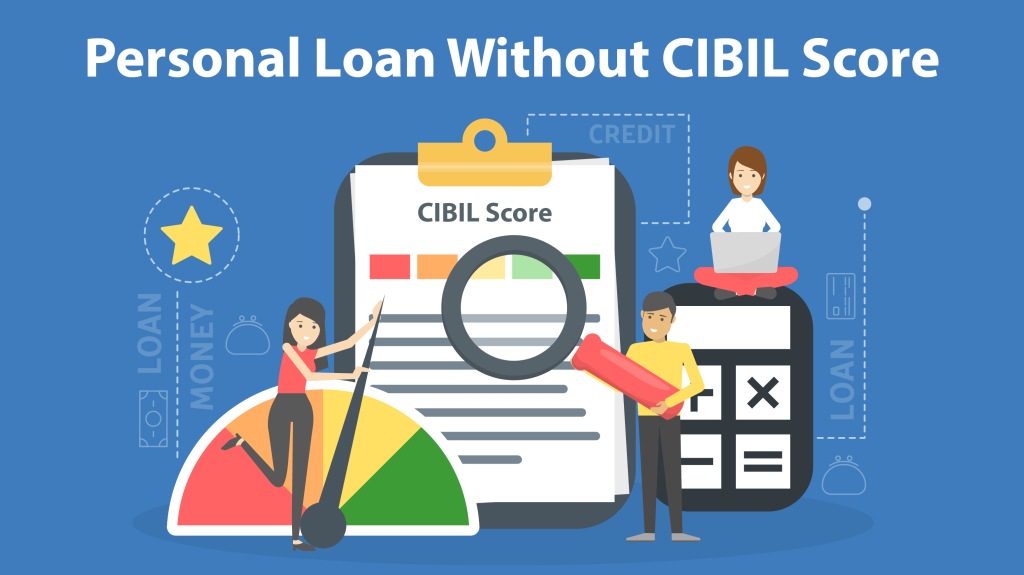 Personal Loan Without CIBIL Score
CREDIT
CIBIL Score
LOAN
MONEY
LOAN